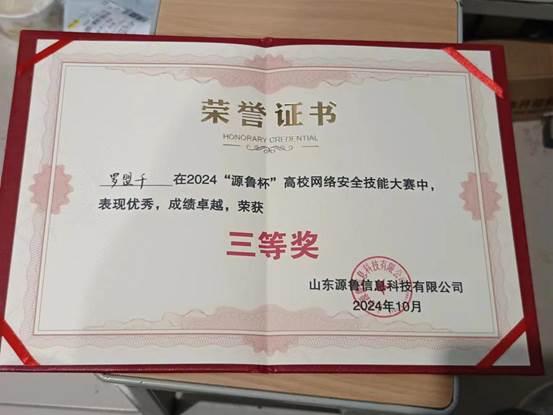 荣誉证书
HONORARY CREDENTIAL
罗盟千 在2024“源鲁杯”高校网络安全技能大赛中，
表现优秀，成绩卓越，荣获
三等奖
山东源鲁信息科技有限公司
2024年10月